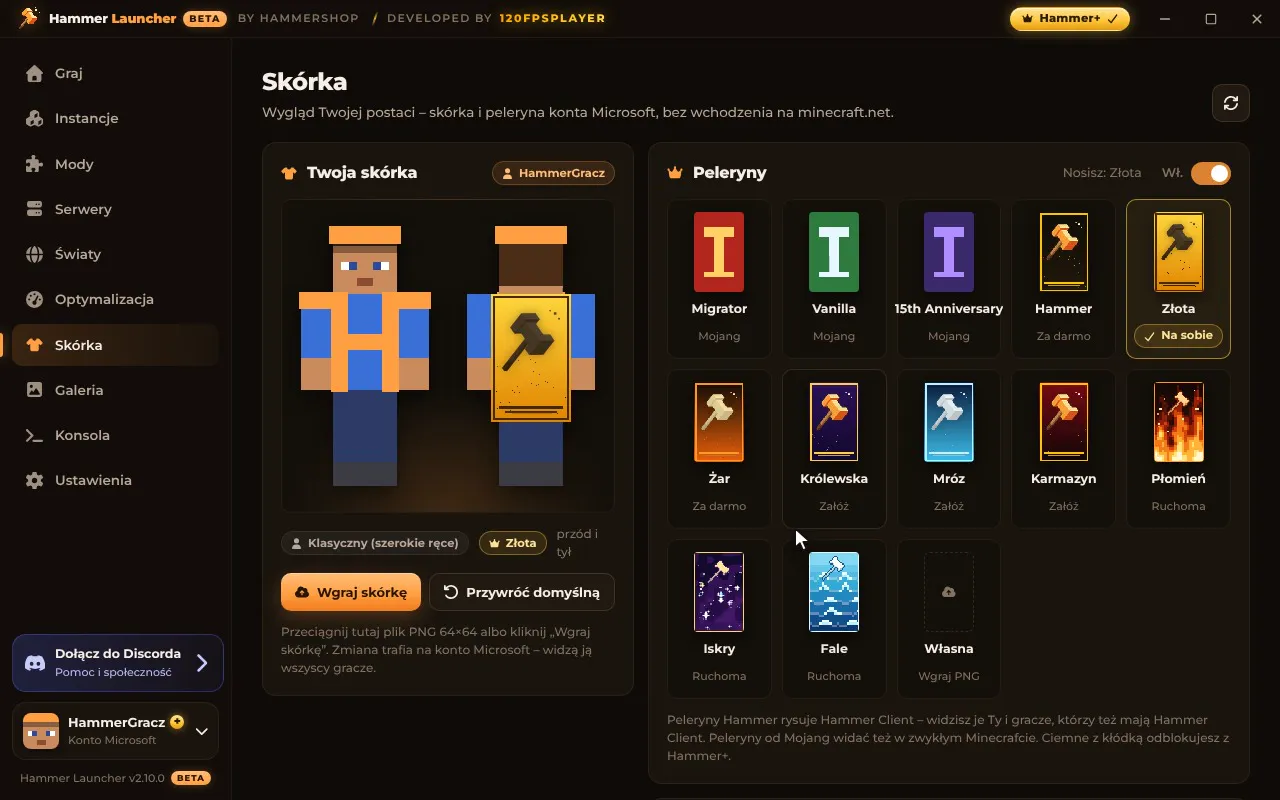 Hammer Launcher BETA BY HAMMERSHOP / DEVELOPED BY 120FPSPLAYER
Hammer+
Graj
Instancje
Mody
Serwery
Światy
Optymalizacja
Skórka
Galeria
Konsola
Ustawienia
Dołącz do Discorda
Pomoc i społeczność
HammerGracz
Konto Microsoft
Hammer Launcher v2.10.0 BETA
Skórka
Wygląd Twojej postaci – skórka i peleryna konta Microsoft, bez wchodzenia na minecraft.net.
Twoja skórka
HammerGracz
Klasyczny (szerokie ręce)
Złota
przód i
tył
Wgraj skórkę
Przywróć domyślną
Przeciągnij tutaj plik PNG 64×64 albo kliknij „Wgraj
skórkę”. Zmiana trafia na konto Microsoft – widzą ją
wszyscy gracze.
Peleryny
Nosisz: Złota
Wł.
Migrator
Mojang
Vanilla
Mojang
15th Anniversary
Mojang
Hammer
Za darmo
Złota
Na sobie
Żar
Za darmo
Królewska
Załóż
Mróz
Załóż
Karmazyn
Załóż
Płomień
Ruchoma
Iskry
Ruchoma
Fale
Ruchoma
Własna
Wgraj PNG
Peleryny Hammer rysuje Hammer Client – widzisz je Ty i gracze, którzy też mają Hammer
Client. Peleryny od Mojang widać też w zwykłym Minecrafcie. Ciemne z kłódką odblokujesz z
Hammer+.